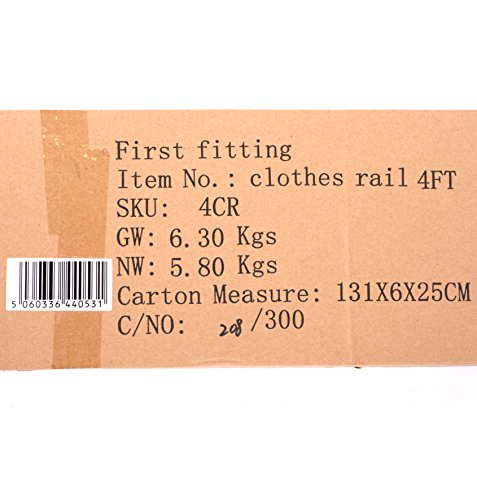 First fitting
Item No.: clothes rail 4FT
SKU: 4CR
GW: 6.30 Kgs
NW: 5.80 Kgs
Carton Measure: 131X6X25CM
C/NO: 208/300
5 060336 440531